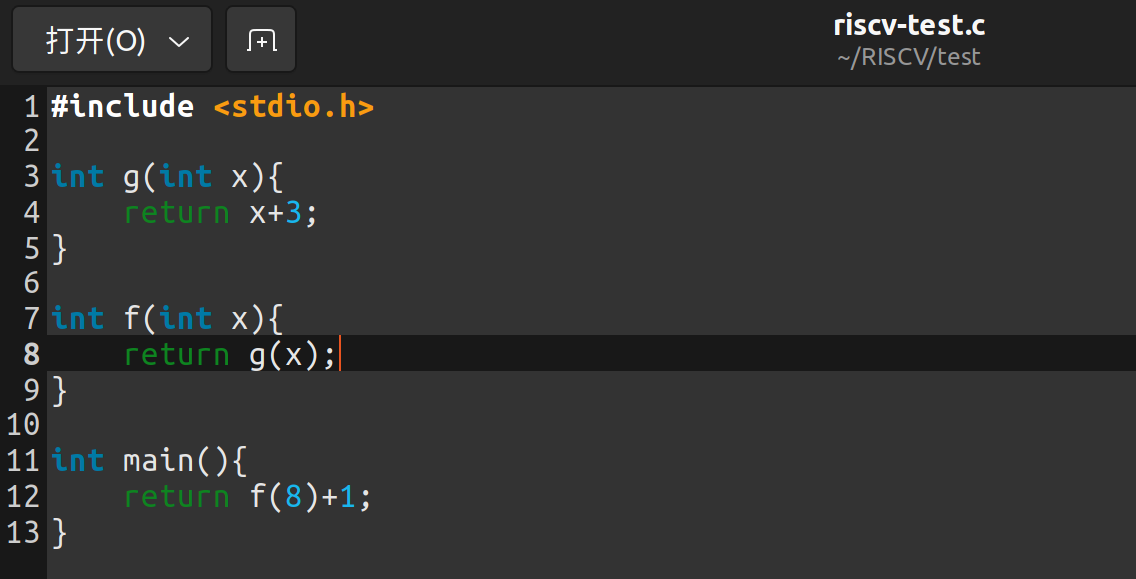 打开(O)
riscv-test.c
~/RISCV/test
1 #include <stdio.h>
2
3 int g(int x){
4     return x+3;
5 }
6
7 int f(int x){
8     return g(x);
9 }
10
11 int main(){
12     return f(8)+1;
13 }